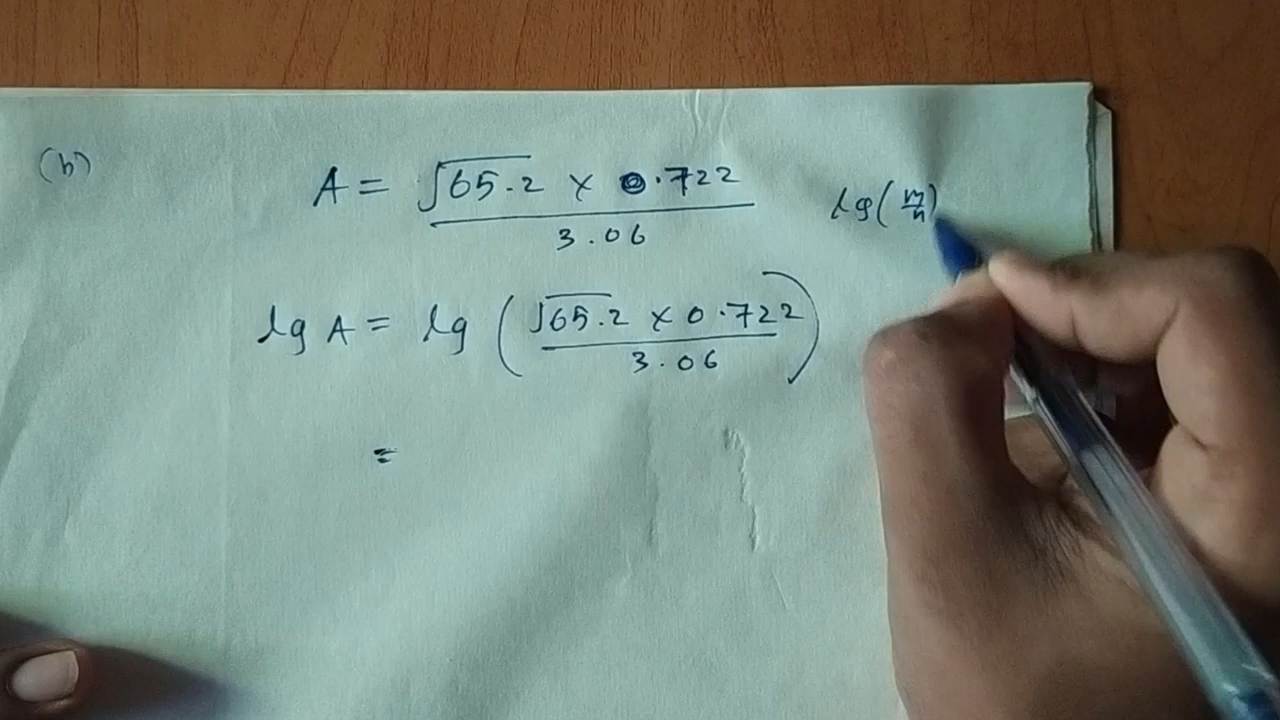 (b)
A = √65.2 × 0.722
3.06
lg(m/n)
lg A = lg (√65.2 × 0.722
3.06)
=